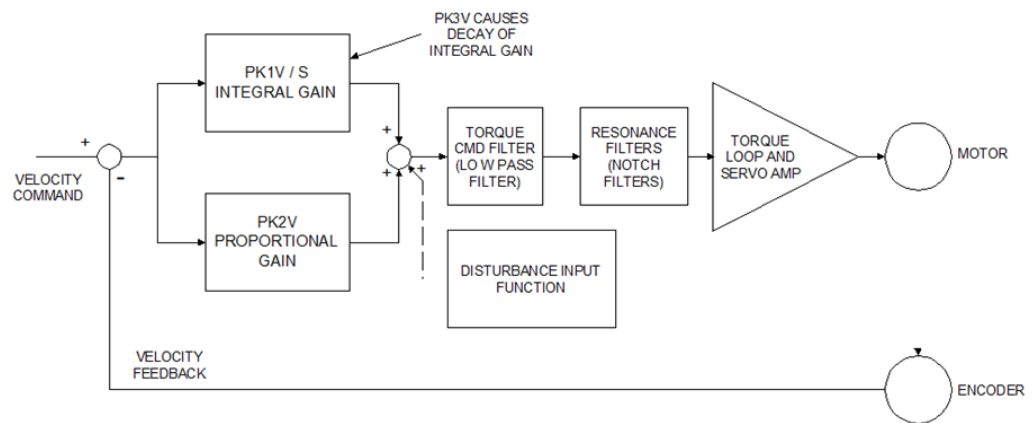 PK3V CAUSES
DECAY OF
INTEGRAL GAIN
PK1V / S
INTEGRAL GAIN
+
+
+
+
-
VELOCITY
COMMAND
TORQUE
CMD FILTER
(LO W PASS
FILTER)
RESONANCE
FILTERS
(NOTCH
FILTERS)
TORQUE
LOOP AND
SERVO AMP
MOTOR
PK2V
PROPORTIONAL
GAIN
DISTURBANCE INPUT
FUNCTION
VELOCITY
FEEDBACK
ENCODER